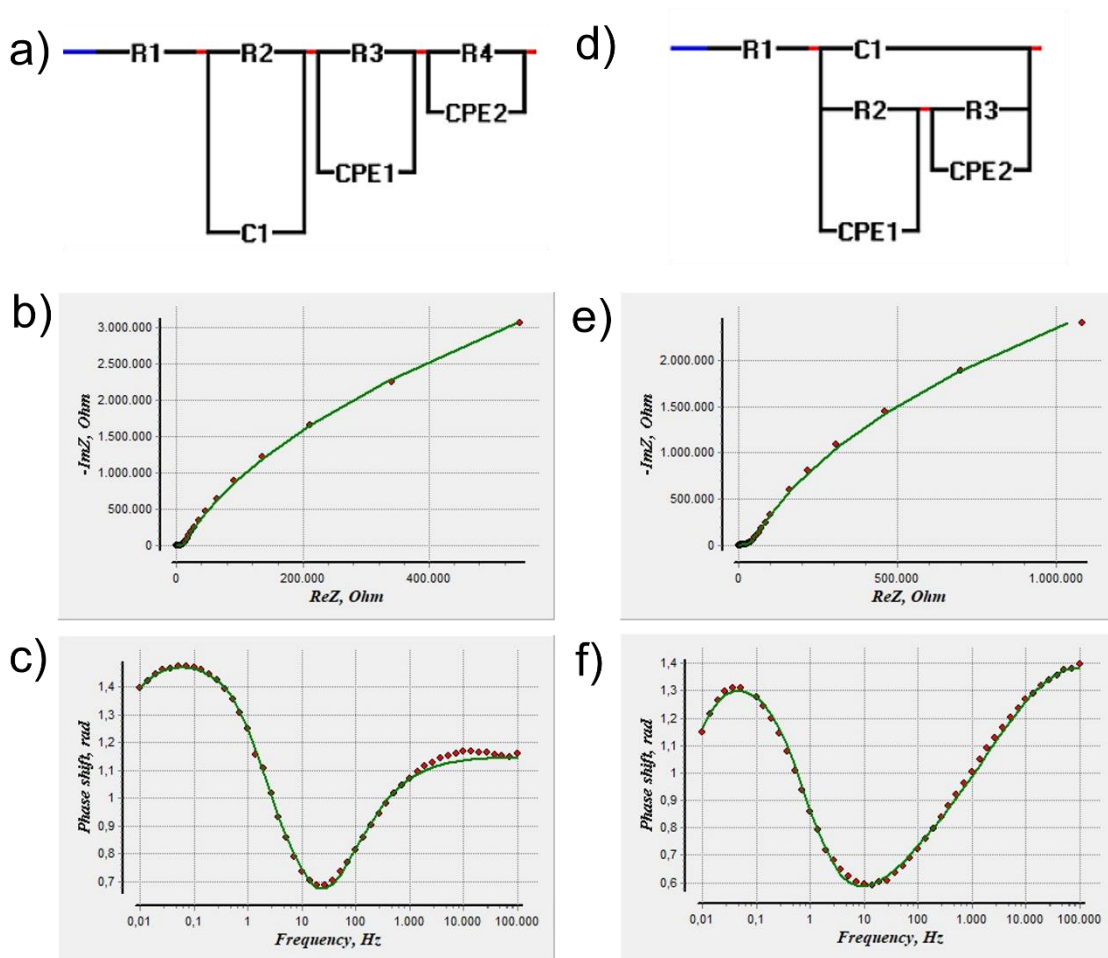 a)
R1 R2 R3 R4
CPE2
CPE1
C1
d)
R1 C1
R2 R3
CPE2
CPE1
b)
-ImZ, Ohm
3.000.000
2.500.000
2.000.000
1.500.000
1.000.000
500.000
0
0 200.000 400.000
ReZ, Ohm
e)
-ImZ, Ohm
2.000.000
1.500.000
1.000.000
500.000
0
0 500.000 1.000.000
ReZ, Ohm
c)
Phase shift, rad
1,4
1,3
1,2
1,1
1
0,9
0,8
0,7
0,01 0,1 1 10 100 1.000 10.000 100.000
Frequency, Hz
f)
Phase shift, rad
1,4
1,3
1,2
1,1
1
0,9
0,8
0,7
0,6
0,01 0,1 1 10 100 1.000 10.000 100.000
Frequency, Hz